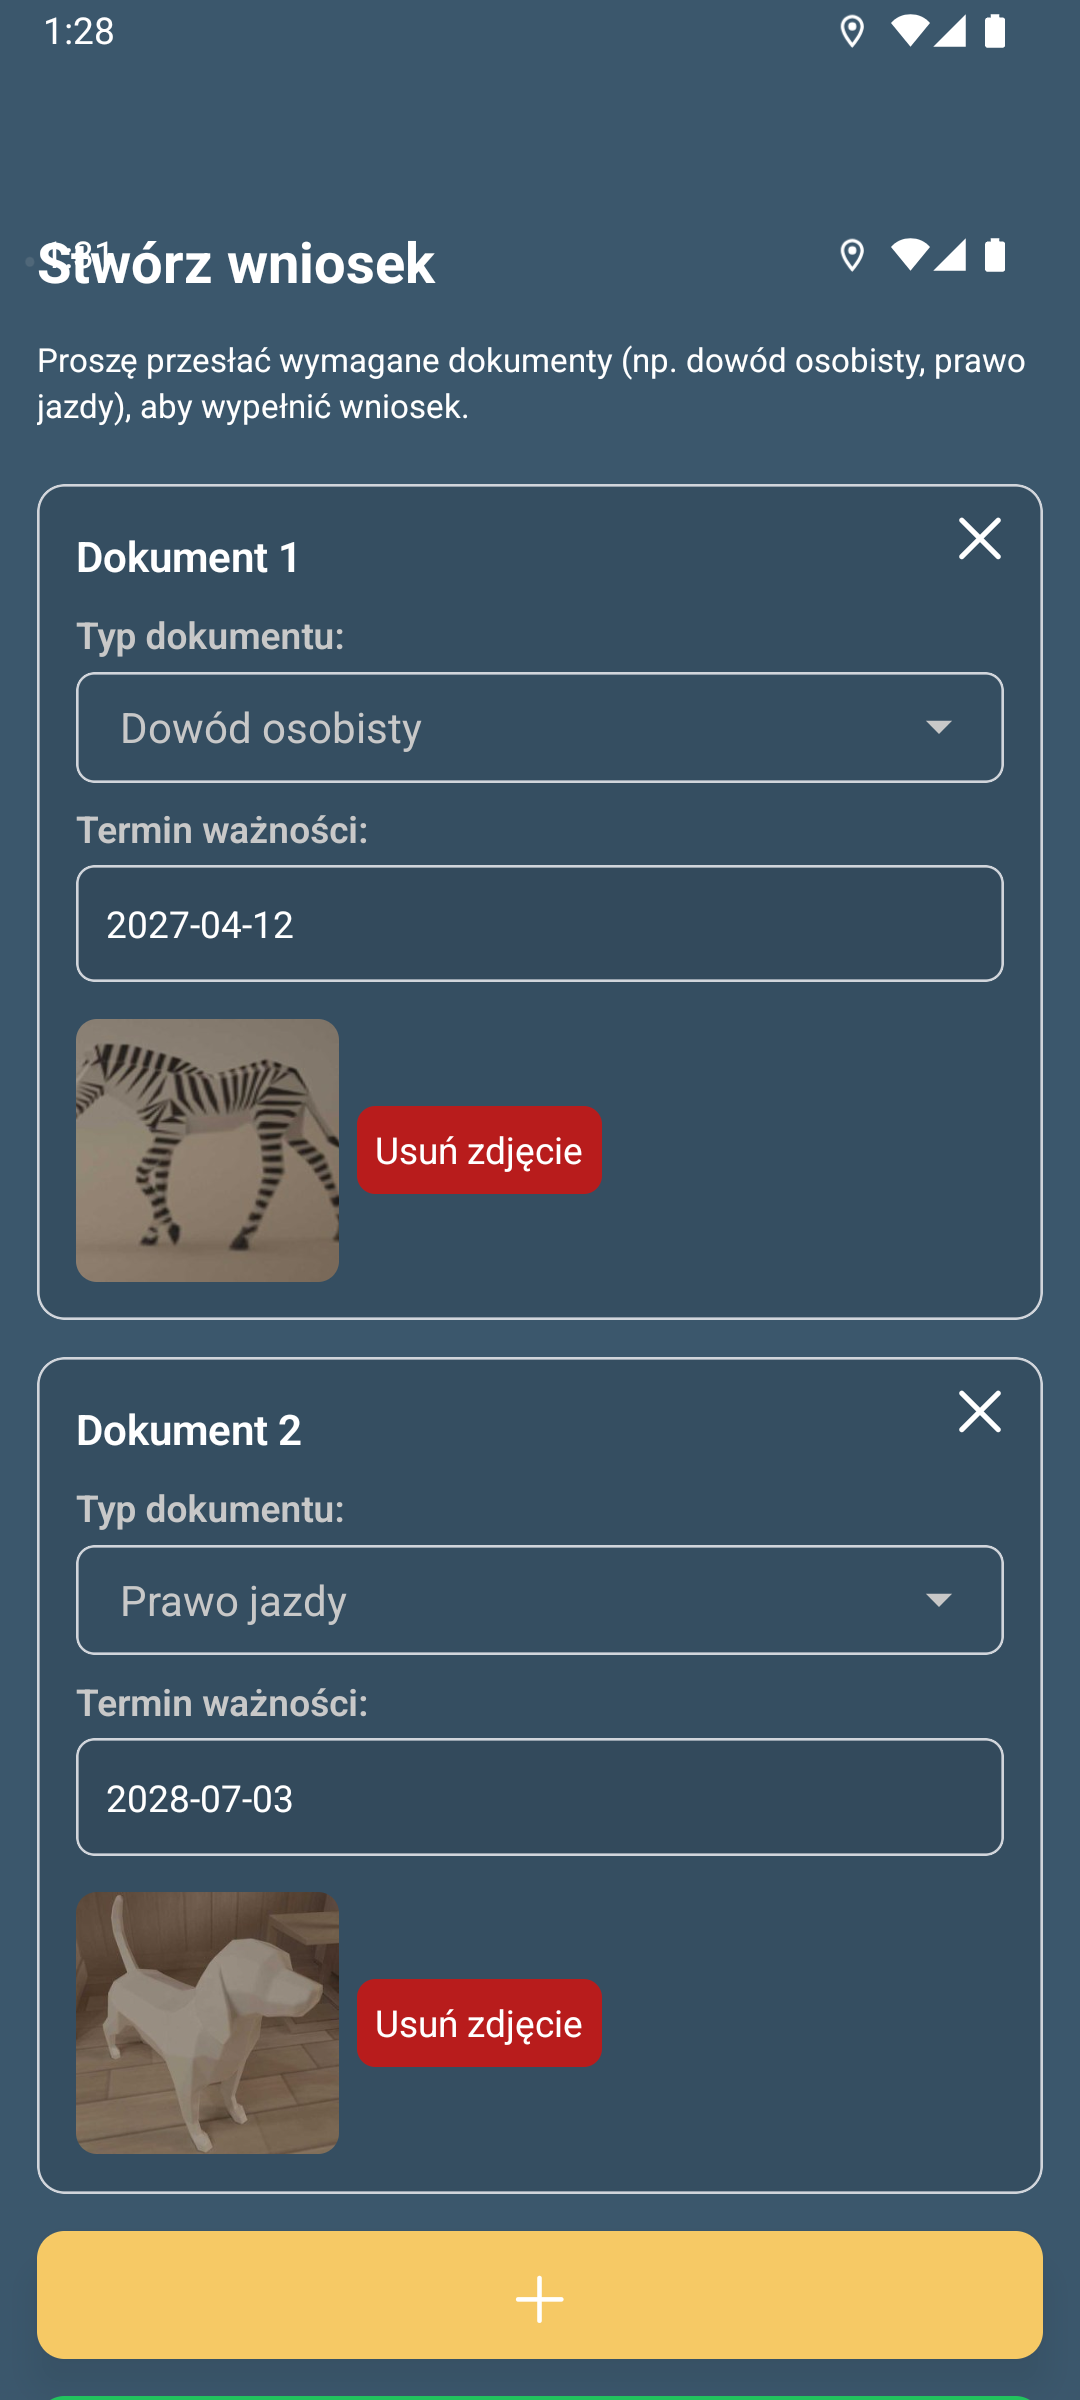 1:28
Stwórz wniosek
Proszę przesłać wymagane dokumenty (np. dowód osobisty, prawo
jazdy), aby wypełnić wniosek.
Dokument 1
Typ dokumentu:
Dowód osobisty
Termin ważności:
2027-04-12
Usuń zdjęcie
Dokument 2
Typ dokumentu:
Prawo jazdy
Termin ważności:
2028-07-03
Usuń zdjęcie